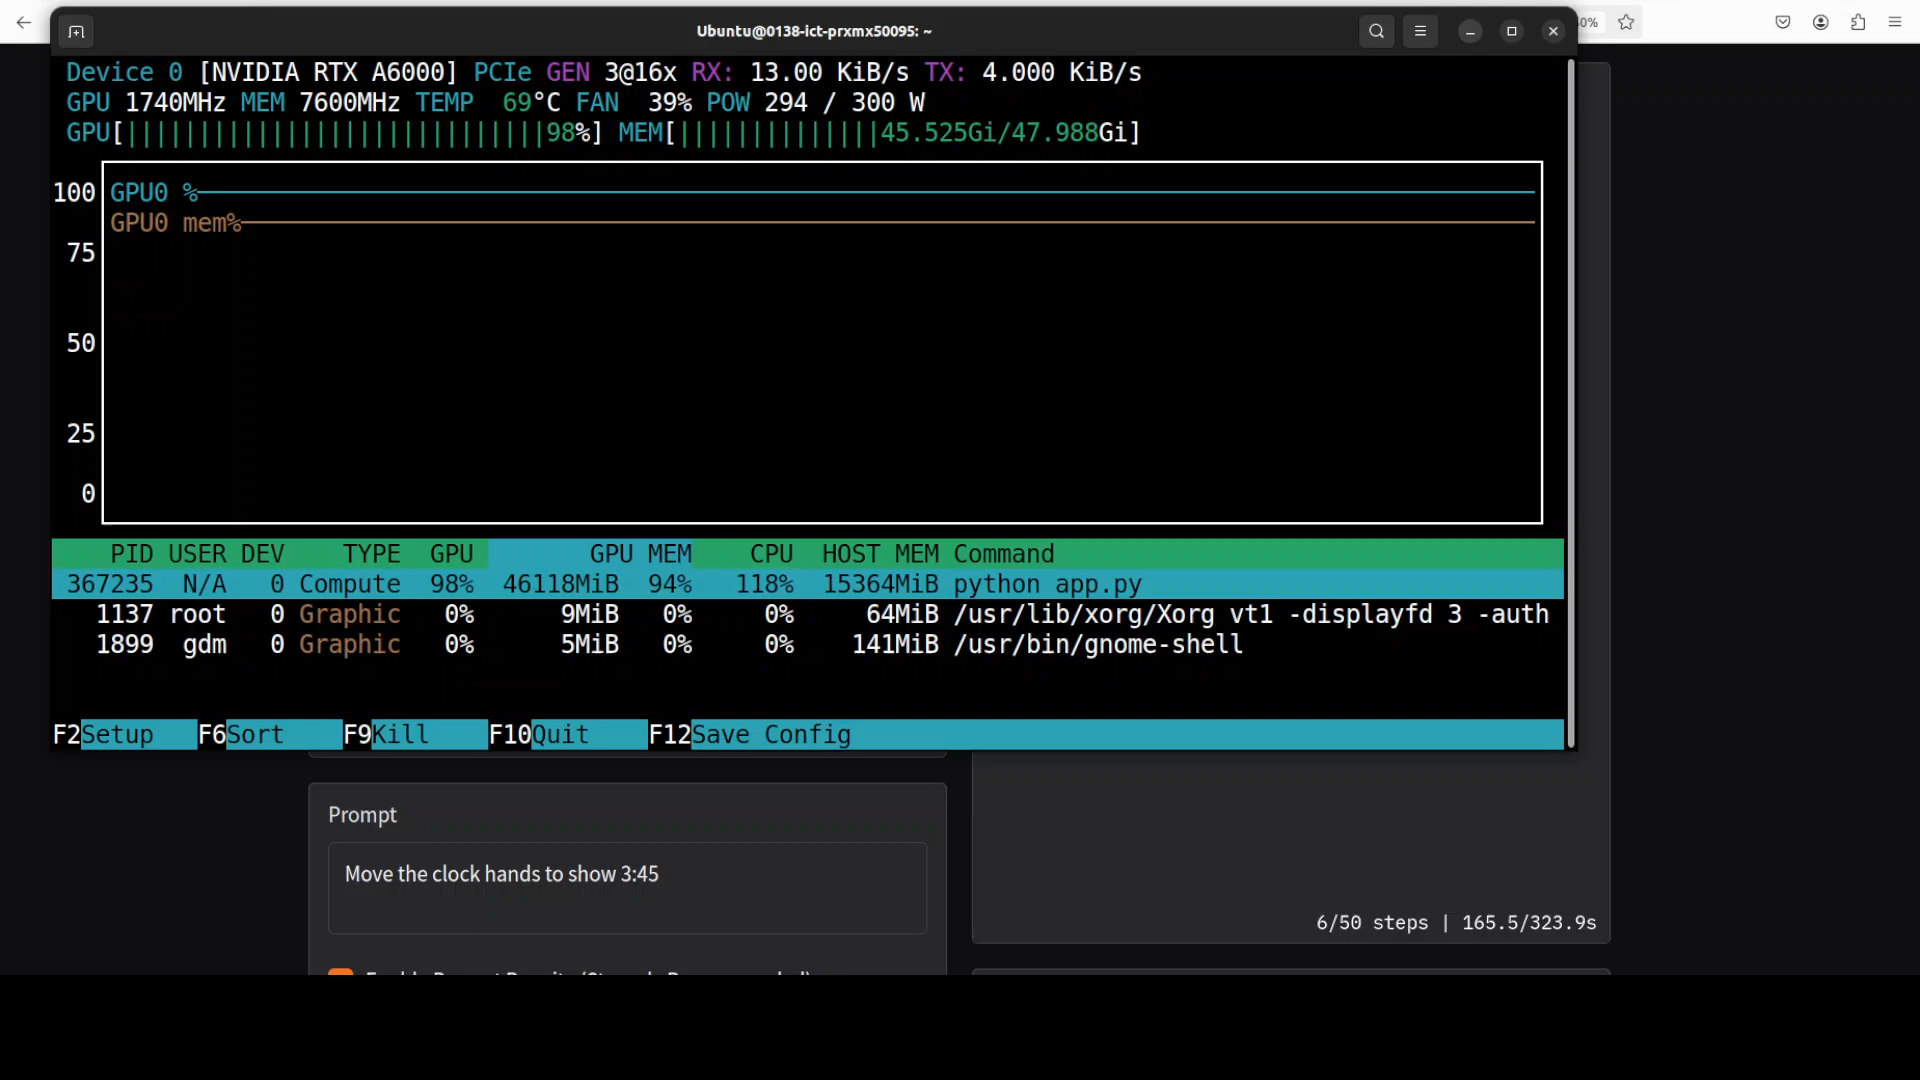 Ubuntu@0138-ict-prxmx50095: ~
0%
Device 0 [NVIDIA RTX A6000] PCIe GEN 3@16x RX: 13.00 KiB/s TX: 4.000 KiB/s
GPU 1740MHz MEM 7600MHz TEMP 69°C FAN 39% POW 294 / 300 W
GPU[|||||||||||||||||||||||||||||98%] MEM[||||||||||||||45.525Gi/47.988Gi]
100 GPU0 %
GPU0 mem%
75
50
25
0
PID USER DEV TYPE GPU GPU MEM CPU HOST MEM Command
367235 N/A 0 Compute 98% 46118MiB 94% 118% 15364MiB python app.py
1137 root 0 Graphic 0% 9MiB 0% 0% 64MiB /usr/lib/xorg/Xorg vt1 -displayfd 3 -auth
1899 gdm 0 Graphic 0% 5MiB 0% 0% 141MiB /usr/bin/gnome-shell
F2Setup F6Sort F9Kill F10Quit F12Save Config
Prompt
Move the clock hands to show 3:45
6/50 steps | 165.5/323.9s